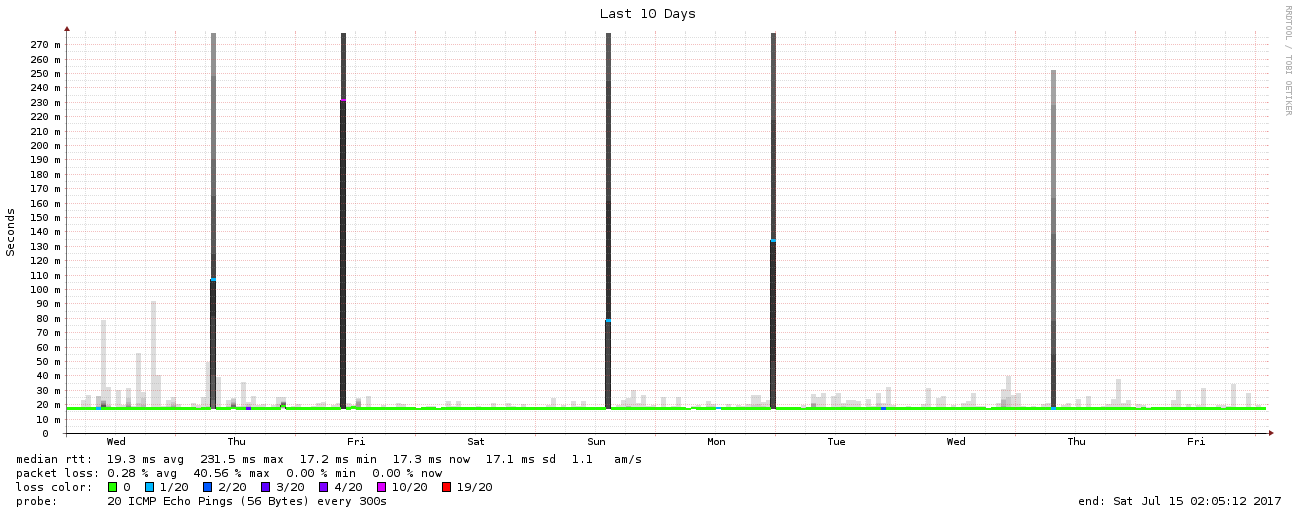 Last 10 Days
RRDTOOL / TOBI OETIKER
Seconds
270 m
260 m
250 m
240 m
230 m
220 m
210 m
200 m
190 m
180 m
170 m
160 m
150 m
140 m
130 m
120 m
110 m
100 m
90 m
80 m
70 m
60 m
50 m
40 m
30 m
20 m
10 m
0
Wed Thu Fri Sat Sun Mon Tue Wed Thu Fri
median rtt: 19.3 ms avg 231.5 ms max 17.2 ms min 17.3 ms now 17.1 ms sd 1.1 am/s
packet loss: 0.28 % avg 40.56 % max 0.00 % min 0.00 % now
loss color: 0 1/20 2/20 3/20 4/20 10/20 19/20
probe: 20 ICMP Echo Pings (56 Bytes) every 300s end: Sat Jul 15 02:05:12 2017